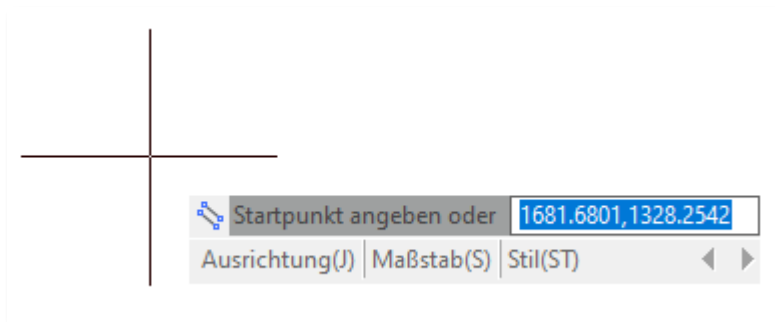 Startpunkt angeben oder 1681.6801,1328.2542
Ausrichtung(J) Maßstab(S) Stil(ST)